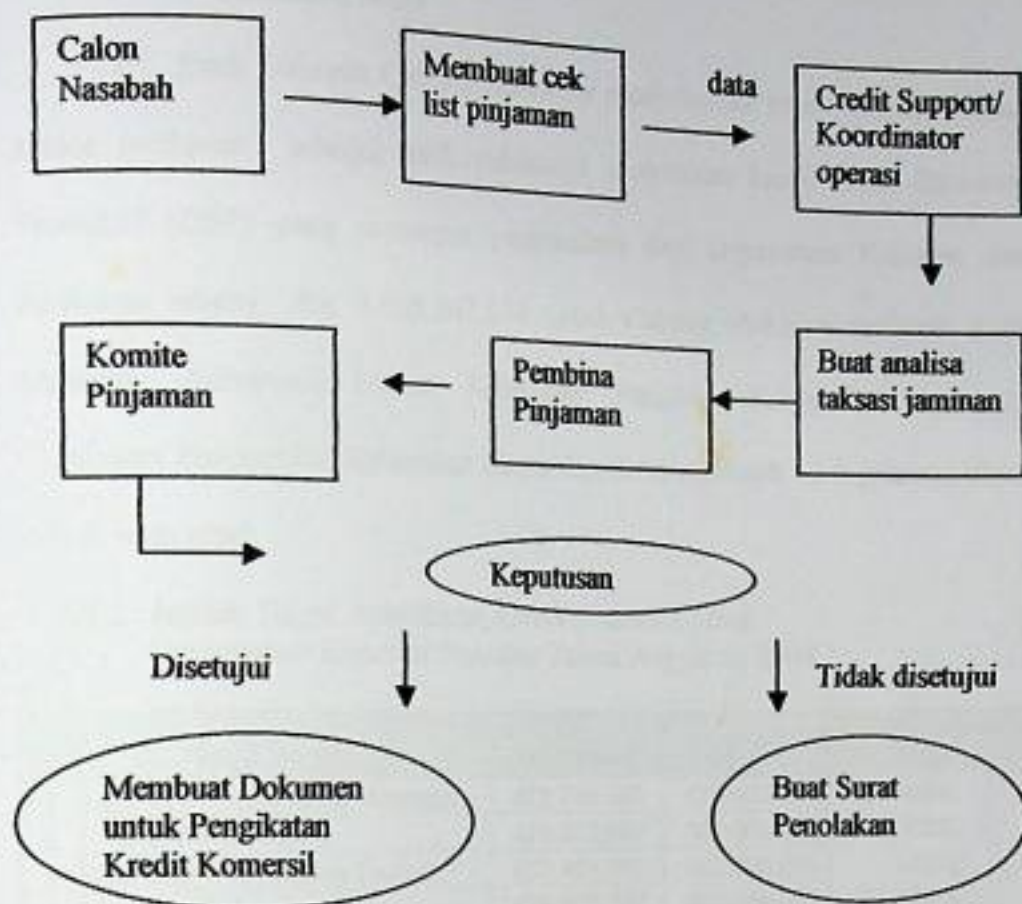 Calon
Nasabah
Membuat cek
list pinjaman
data
Credit Support/
Koordinator
operasi
Buat analisa
taksasi jaminan
Pembina
Pinjaman
Komite
Pinjaman
Keputusan
Disetujui
Tidak disetujui
Membuat Dokumen
untuk Pengikatan
Kredit Komersil
Buat Surat
Penolakan